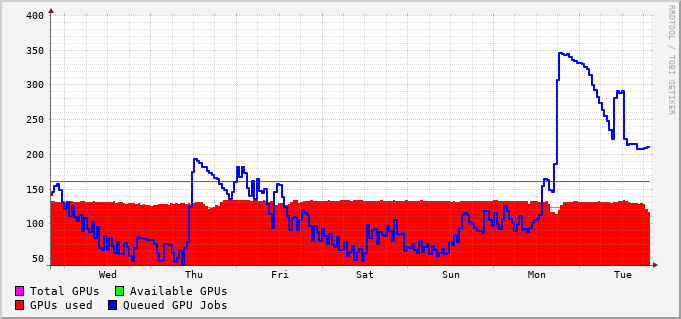 400
350
300
250
200
150
100
50
Wed Thu Fri Sat Sun Mon Tue
Total GPUs Available GPUs
GPUs used Queued GPU Jobs
RRDTOOL / TOBI OETIKER